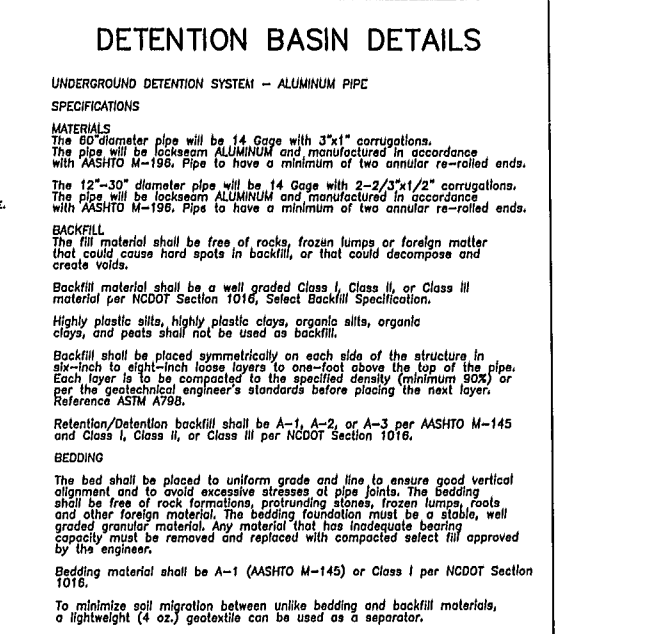 DETENTION BASIN DETAILS
UNDERGROUND DETENTION SYSTEM - ALUMINUM PIPE
SPECIFICATIONS
MATERIALS
The 60"diameter pipe will be 14 Gage with 3"x1" corrugations.
The pipe will be lockseam ALUMINUM and manufactured in accordance
with AASHTO M-196. Pipe to have a minimum of two annular re-rolled ends.
The 12"-30" diameter pipe will be 14 Gage with 2-2/3"x1/2" corrugations.
The pipe will be lockseam ALUMINUM and manufactured in accordance
with AASHTO M-196. Pipe to have a minimum of two annular re-rolled ends.
BACKFILL
The fill material shall be free of rocks, frozen lumps or foreign matter
that could cause hard spots in backfill, or that could decompose and
create voids.
Backfill material shall be a well graded Class I, Class II, or Class III
material per NCDOT Section 1016, Select Backfill Specification.
Highly plastic silts, highly plastic clays, organic silts, organic
clays, and peats shall not be used as backfill.
Backfill shall be placed symmetrically on each side of the structure in
six-inch to eight-inch loose layers to one-foot above the top of the pipe.
Each layer is to be compacted to the specified density (minimum 90%) or
per the geotechnical engineer's standards before placing the next layer.
Reference ASTM A798.
Retention/Detention backfill shall be A-1, A-2, or A-3 per AASHTO M-145
and Class I, Class II, or Class III per NCDOT Section 1016.
BEDDING
The bed shall be placed to uniform grade and line to ensure good vertical
alignment and to avoid excessive stresses at pipe joints. The bedding
shall be free of rock formations, protrunding stones, frozen lumps, roots
and other foreign material. The bedding foundation must be a stable, well
graded granular material. Any material that has inadequate bearing
capacity must be removed and replaced with compacted select fill approved
by the engineer.
Bedding material shall be A-1 (AASHTO M-145) or Class I per NCDOT Section
1016.
To minimize soil migration between unlike bedding and backfill materials,
a lightweight (4 oz.) geotextile can be used as a separator.